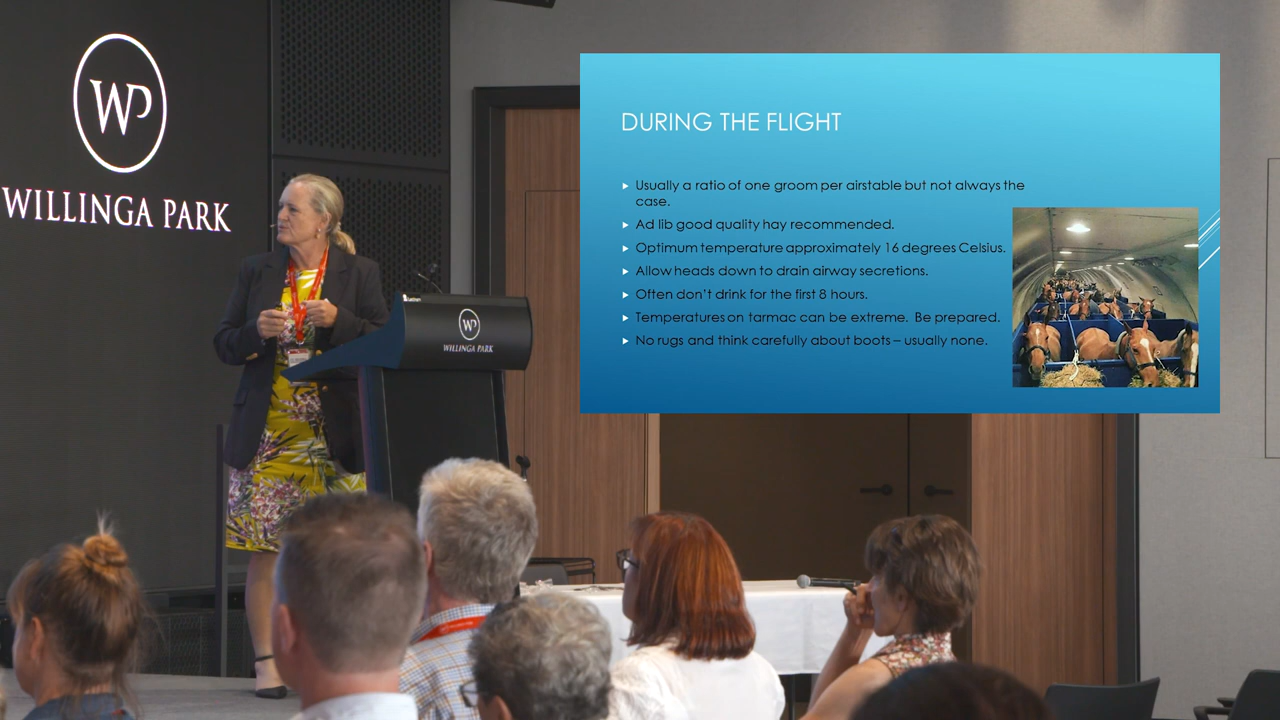 WP
WILLINGA PARK
WP
WILLINGA PARK
DURING THE FLIGHT
Usually a ratio of one groom per airstable but not always the
case.
Ad lib good quality hay recommended.
Optimum temperature approximately 16 degrees Celsius.
Allow heads down to drain airway secretions.
Often don't drink for the first 8 hours.
Temperatures on tarmac can be extreme. Be prepared.
No rugs and think carefully about boots – usually none.